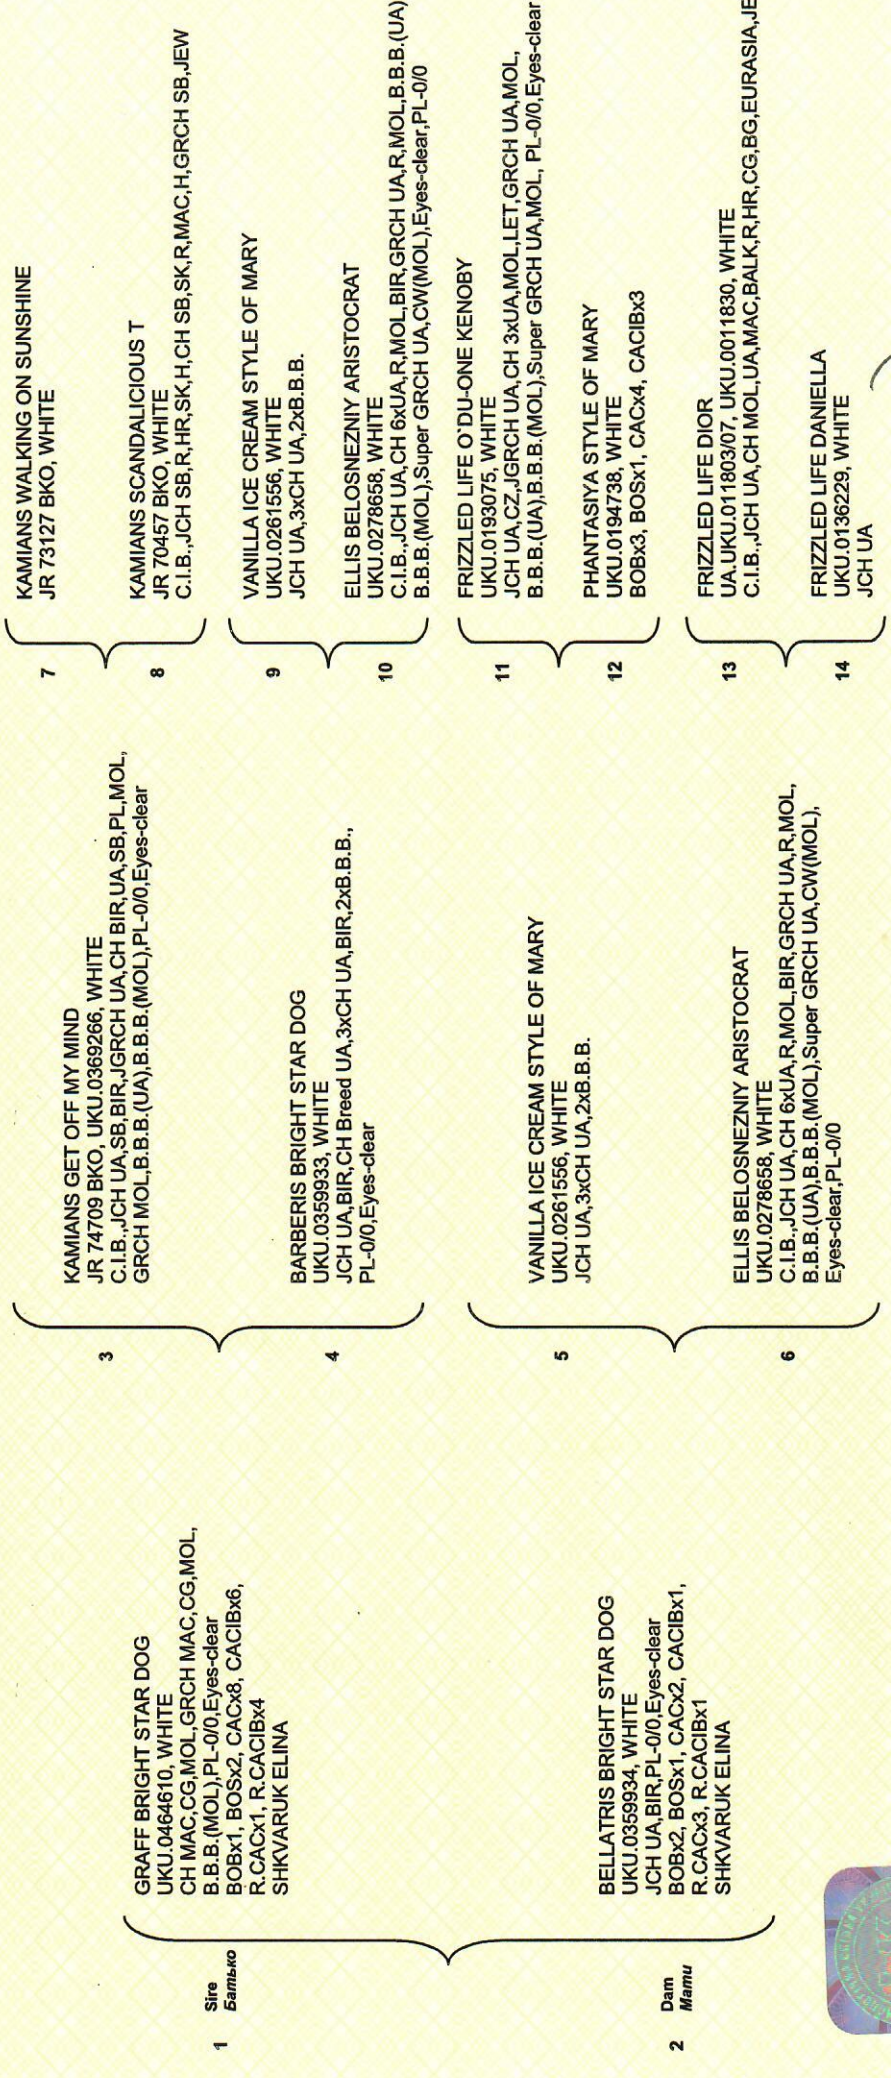 1
Sire
Батько
GRAFF BRIGHT STAR DOG
UKU.0464610, WHITE
CH MAC,CG,MOL,GRCH MAC,CG,MOL,
B.B.B.(MOL),PL-0/0,Eyes-clear
BOBx1, BOSx2, CACx8, CACIBx6,
R.CACx1, R.CACIBx4
SHKVARUK ELINA
2
Dam
Мати
BELLATRIS BRIGHT STAR DOG
UKU.0359934, WHITE
JCH UA,BIR,PL-0/0,Eyes-clear
BOBx2, BOSx1, CACx2, CACIBx1,
R.CACx3, R.CACIBx1
SHKVARUK ELINA
3
KAMIANS GET OFF MY MIND
JR 74709 BKO, UKU.0369266, WHITE
C.I.B.,JCH UA,SB,BIR,JGRCH UA,CH BIR,UA,SB,PL,MOL,
GRCH MOL,B.B.B.(UA),B.B.B.(MOL),PL-0/0,Eyes-clear
4
BARBERIS BRIGHT STAR DOG
UKU.0359933, WHITE
JCH UA,BIR,CH Breed UA,3xCH UA,BIR,2xB.B.B.,
PL-0/0,Eyes-clear
5
VANILLA ICE CREAM STYLE OF MARY
UKU.0261556, WHITE
JCH UA,3xCH UA,2xB.B.B.
6
ELLIS BELOSNEZNIY ARISTOCRAT
UKU.0278658, WHITE
C.I.B.,JCH UA,CH 6xUA,R,MOL,BIR,GRCH UA,R,MOL,
B.B.B.(UA),B.B.B.(MOL),Super GRCH UA,CW(MOL),
Eyes-clear,PL-0/0
7
KAMIANS WALKING ON SUNSHINE
JR 73127 BKO, WHITE
8
KAMIANS SCANDALICIOUS T
JR 70457 BKO, WHITE
C.I.B.,JCH SB,R,HR,SK,H,CH SB,SK,R,MAC,H,GRCH SB,JEW
9
VANILLA ICE CREAM STYLE OF MARY
UKU.0261556, WHITE
JCH UA,3xCH UA,2xB.B.B.
10
ELLIS BELOSNEZNIY ARISTOCRAT
UKU.0278658, WHITE
C.I.B.,JCH UA,CH 6xUA,R,MOL,BIR,GRCH UA,R,MOL,B.B.B.(UA)
B.B.B.(MOL),Super GRCH UA,CW(MOL),Eyes-clear,PL-0/0
11
FRIZZLED LIFE O'DU-ONE KENOBY
UKU.0193075, WHITE
JCH UA,CZ,JGRCH UA,CH 3xUA,MOL,LET,GRCH UA,MOL,
B.B.B.(UA),B.B.B.(MOL),Super GRCH UA,MOL, PL-0/0,Eyes-clear
12
PHANTASIYA STYLE OF MARY
UKU.0194738, WHITE
BOBx3, BOSx1, CACx4, CACIBx3
13
FRIZZLED LIFE DIOR
UA.UKU.011803/07, UKU.0011830, WHITE
C.I.B.,JCH UA,CH MOL,UA,MAC,BALK,R,HR,CG,BG,EURASIA,JE
14
FRIZZLED LIFE DANIELLA
UKU.0136229, WHITE
JCH UA